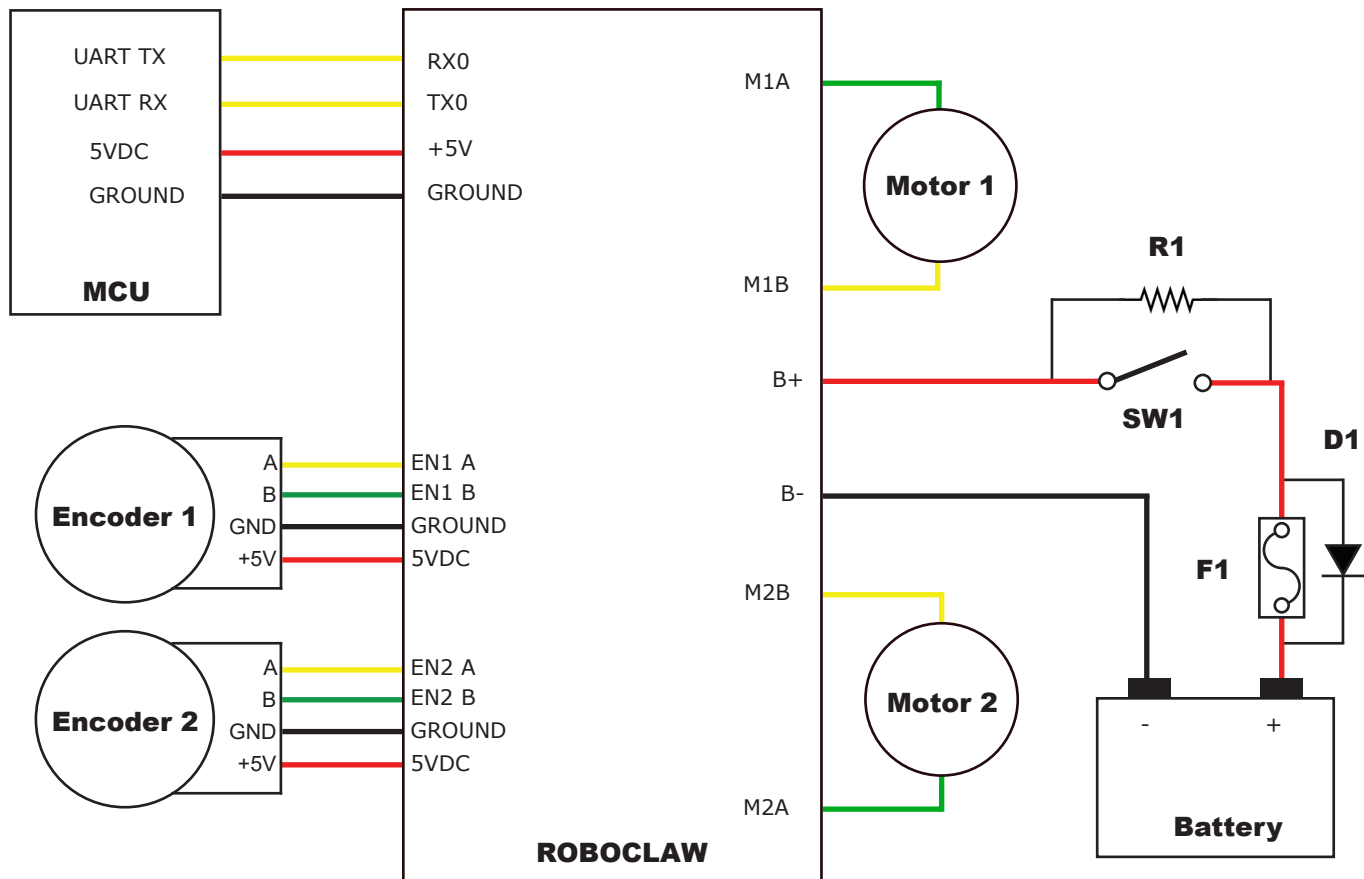 UART TX
UART RX
5VDC
GROUND
MCU
RX0
TX0
+5V
GROUND
M1A
Motor 1
M1B
R1
B+
SW1
D1
B-
F1
Encoder 1
A
B
GND
+5V
EN1 A
EN1 B
GROUND
5VDC
Encoder 2
A
B
GND
+5V
EN2 A
EN2 B
GROUND
5VDC
M2B
Motor 2
M2A
- +
Battery
ROBOCLAW